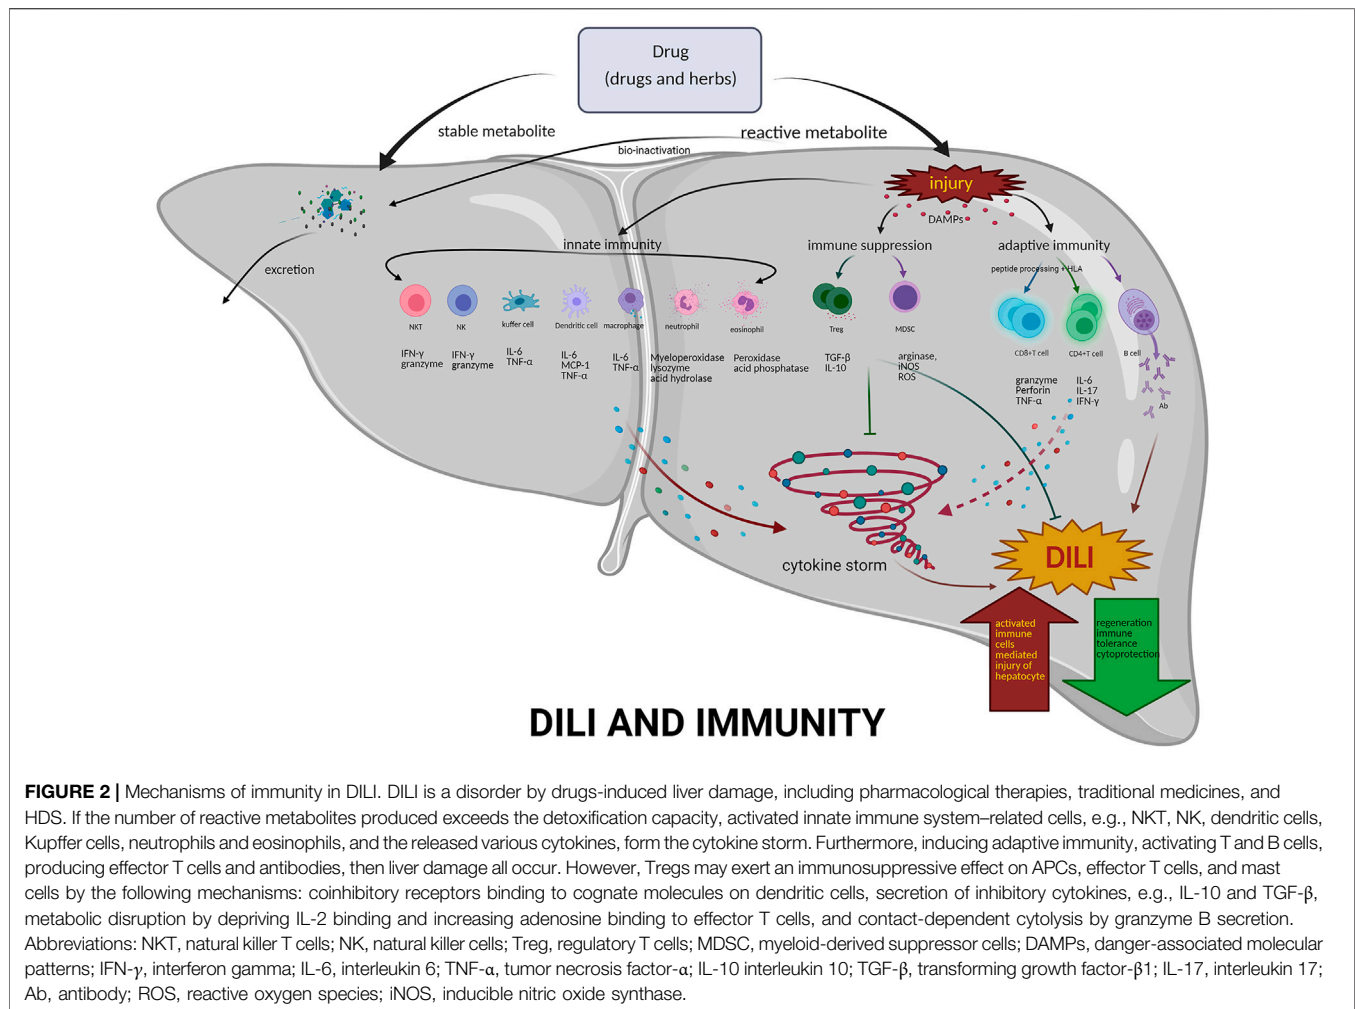 Drug
(drugs and herbs)
stable metabolite
reactive metabolite
bio-inactivation
injury
DAMPs
excretion
innate immunity
immune suppression
adaptive immunity
peptide processing + HLA
NKT
NK
kuffer cell
Dendritic cell
macrophage
neutrophil
eosinophil
Treg
MDSC
CD8+T cell
CD4+T cell
B cell
IFN-γ
granzyme
IFN-γ
granzyme
IL-6
TNF-α
IL-6
MCP-1
TNF-α
IL-6
TNF-α
Myeloperoxidase
lysozyme
acid hydrolase
Peroxidase
acid phosphatase
TGF-β
IL-10
arginase,
iNOS
ROS
granzyme
Perforin
TNF-α
IL-6
IL-17
IFN-γ
Ab
cytokine storm
DILI
activated
immune
cells
mediated
injury of
hepatocyte
regeneration
immune
tolerance
cytoprotection
DILI AND IMMUNITY
FIGURE 2 | Mechanisms of immunity in DILI. DILI is a disorder by drugs-induced liver damage, including pharmacological therapies, traditional medicines, and
HDS. If the number of reactive metabolites produced exceeds the detoxification capacity, activated innate immune system–related cells, e.g., NKT, NK, dendritic cells,
Kupffer cells, neutrophils and eosinophils, and the released various cytokines, form the cytokine storm. Furthermore, inducing adaptive immunity, activating T and B cells,
producing effector T cells and antibodies, then liver damage all occur. However, Tregs may exert an immunosuppressive effect on APCs, effector T cells, and mast
cells by the following mechanisms: coinhibitory receptors binding to cognate molecules on dendritic cells, secretion of inhibitory cytokines, e.g., IL-10 and TGF-β,
metabolic disruption by depriving IL-2 binding and increasing adenosine binding to effector T cells, and contact-dependent cytolysis by granzyme B secretion.
Abbreviations: NKT, natural killer T cells; NK, natural killer cells; Treg, regulatory T cells; MDSC, myeloid-derived suppressor cells; DAMPs, danger-associated molecular
patterns; IFN-γ, interferon gamma; IL-6, interleukin 6; TNF-α, tumor necrosis factor-α; IL-10 interleukin 10; TGF-β, transforming growth factor-β1; IL-17, interleukin 17;
Ab, antibody; ROS, reactive oxygen species; iNOS, inducible nitric oxide synthase.